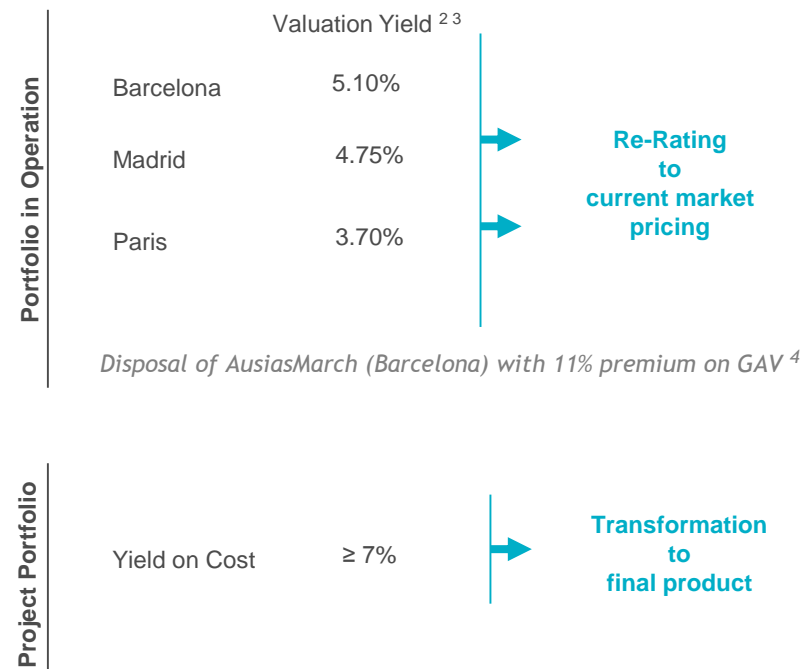 Valuation Yield 2 3
Portfolio in Operation
Barcelona 5.10%
Madrid 4.75%
Paris 3.70%
Re-Rating
to
current market
pricing
Disposal of AusiasMarch (Barcelona) with 11% premium on GAV 4
Project Portfolio
Yield on Cost ≥ 7%
Transformation
to
final product